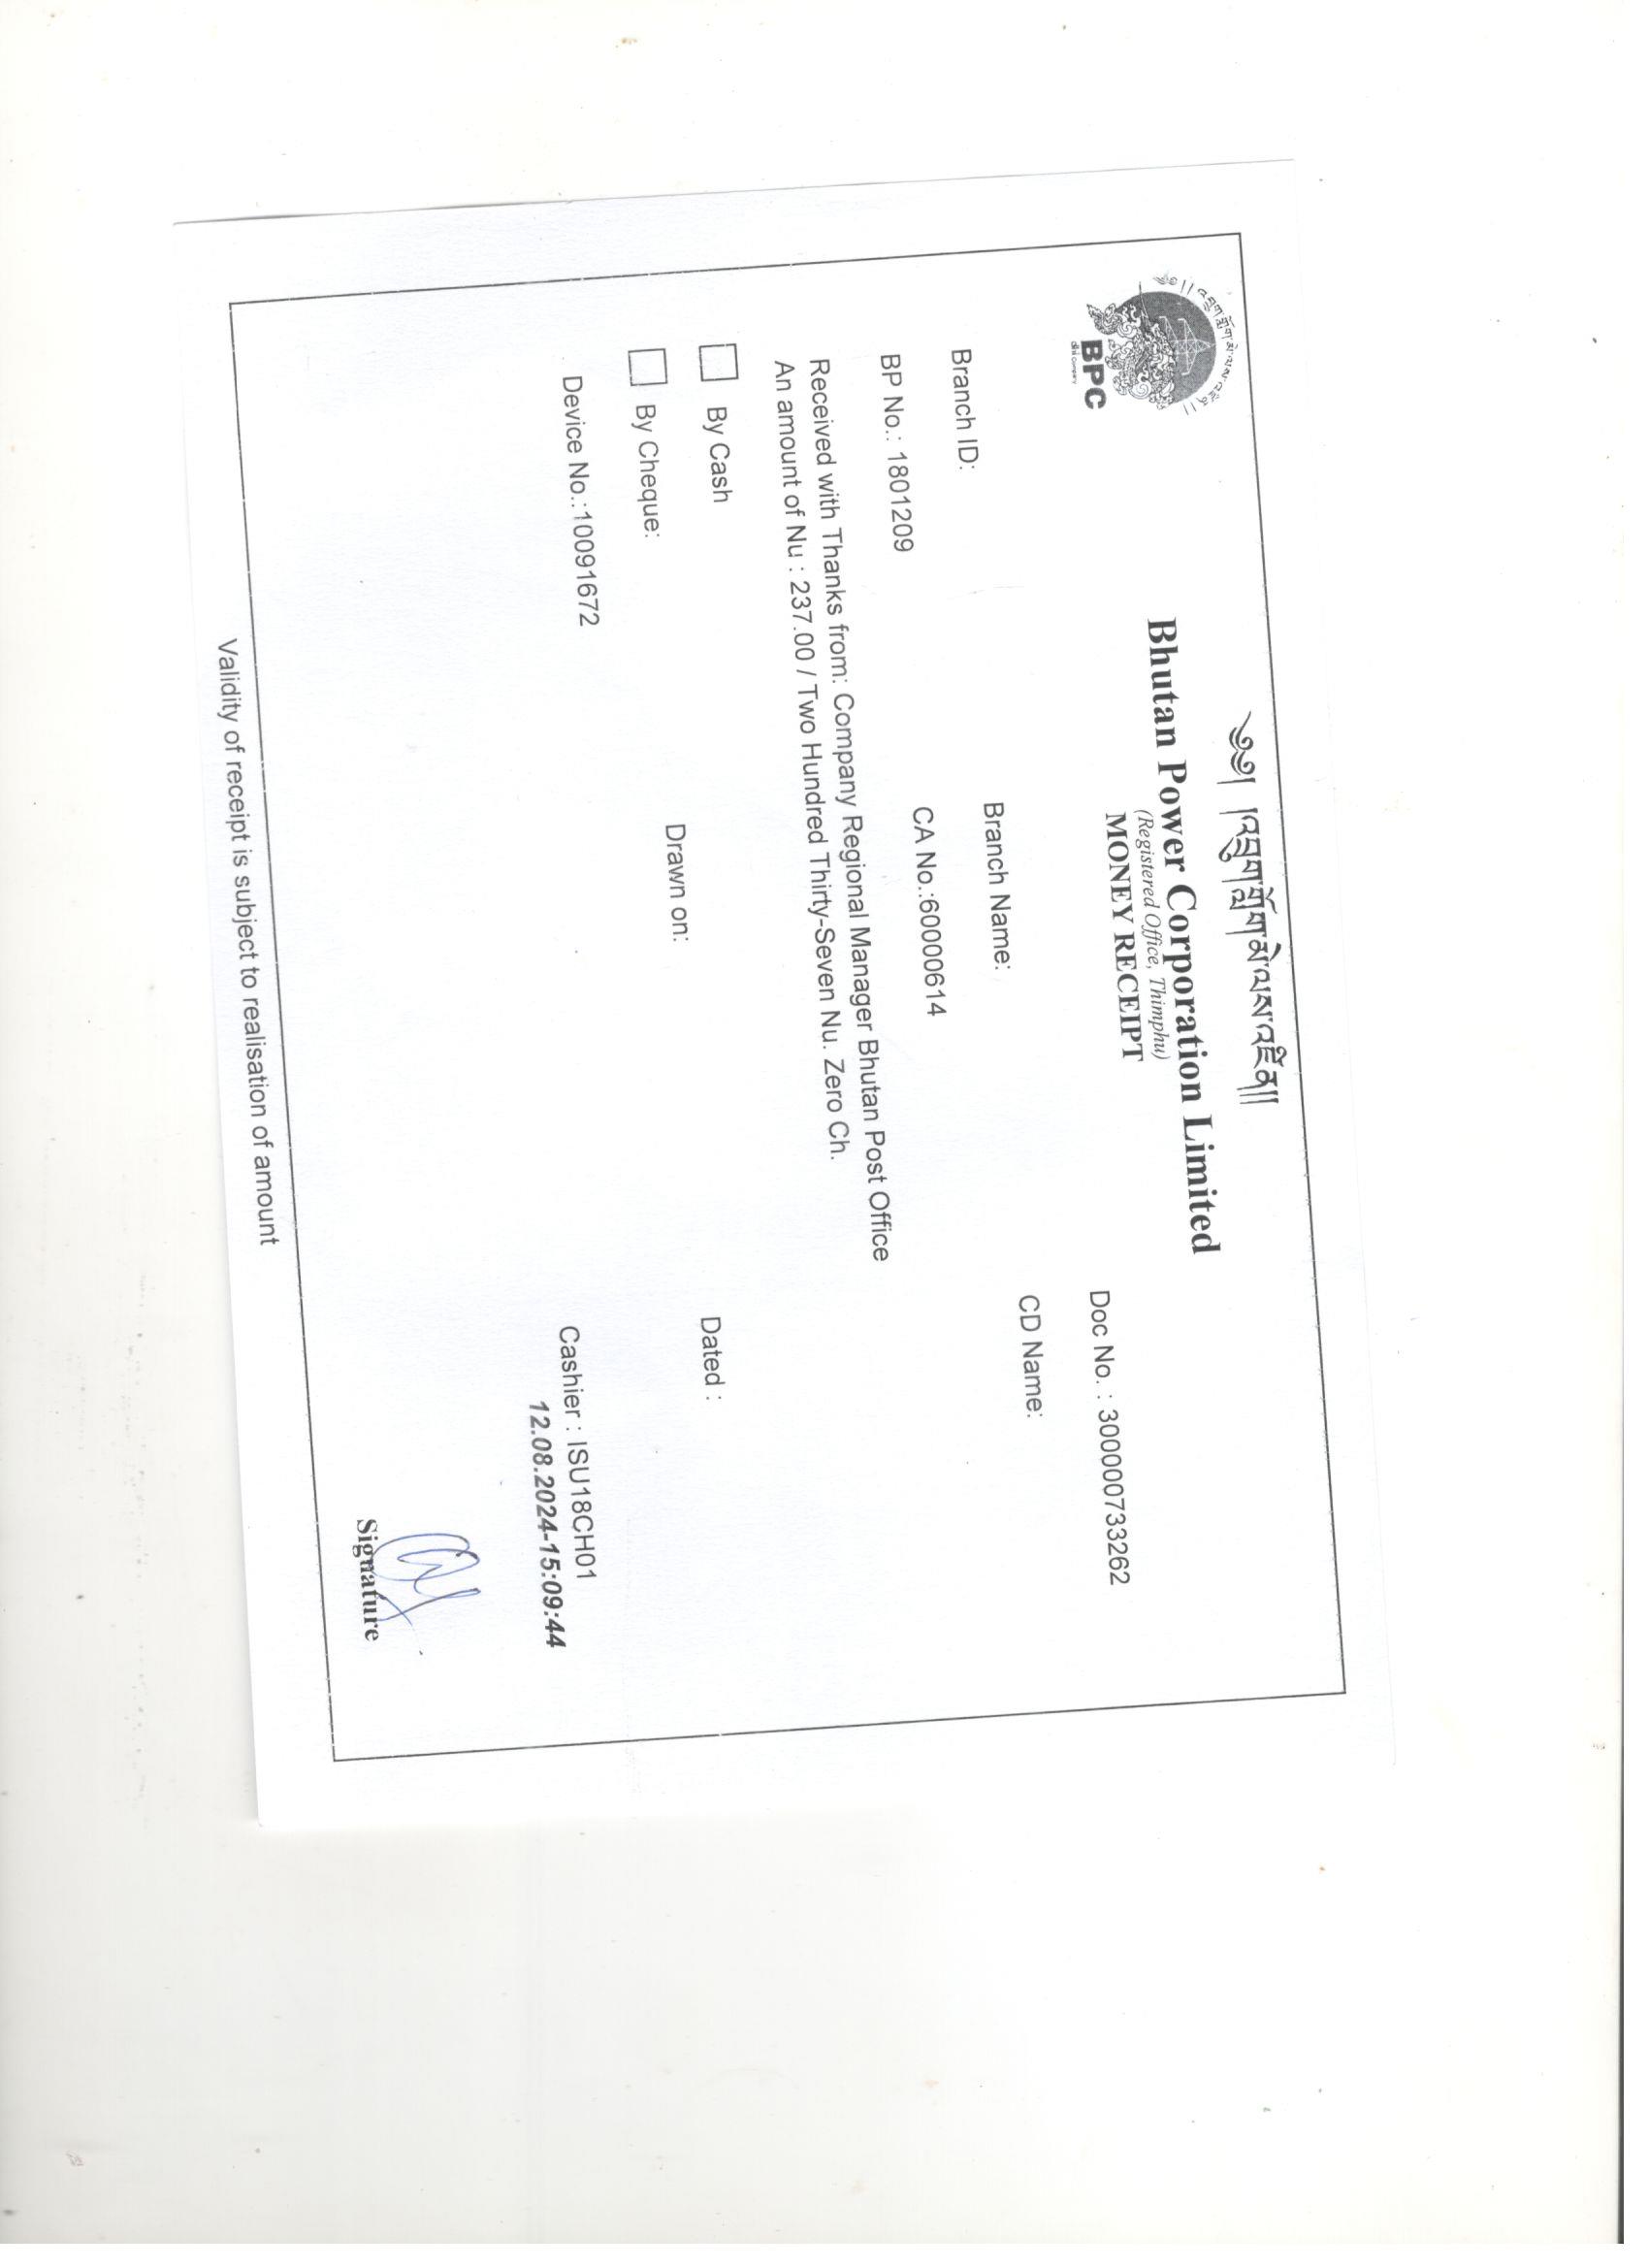 ༄༅། །འབྲུག་གློག་མེ་ལས་འཛིན།།
Bhutan Power Corporation Limited
(Registered Office, Thimphu)
MONEY RECEIPT
BPC
Doc No. : 300000733262
Branch ID: Branch Name: CD Name:
BP No.: 1801209 CA No.:60000614
Received with Thanks from: Company Regional Manager Bhutan Post Office
An amount of Nu : 237.00 / Two Hundred Thirty-Seven Nu. Zero Ch.
By Cash
By Cheque: Drawn on: Dated :
Device No.:10091672
Cashier : ISU18CH01
12.08.2024-15:09:44
Signature
Validity of receipt is subject to realisation of amount